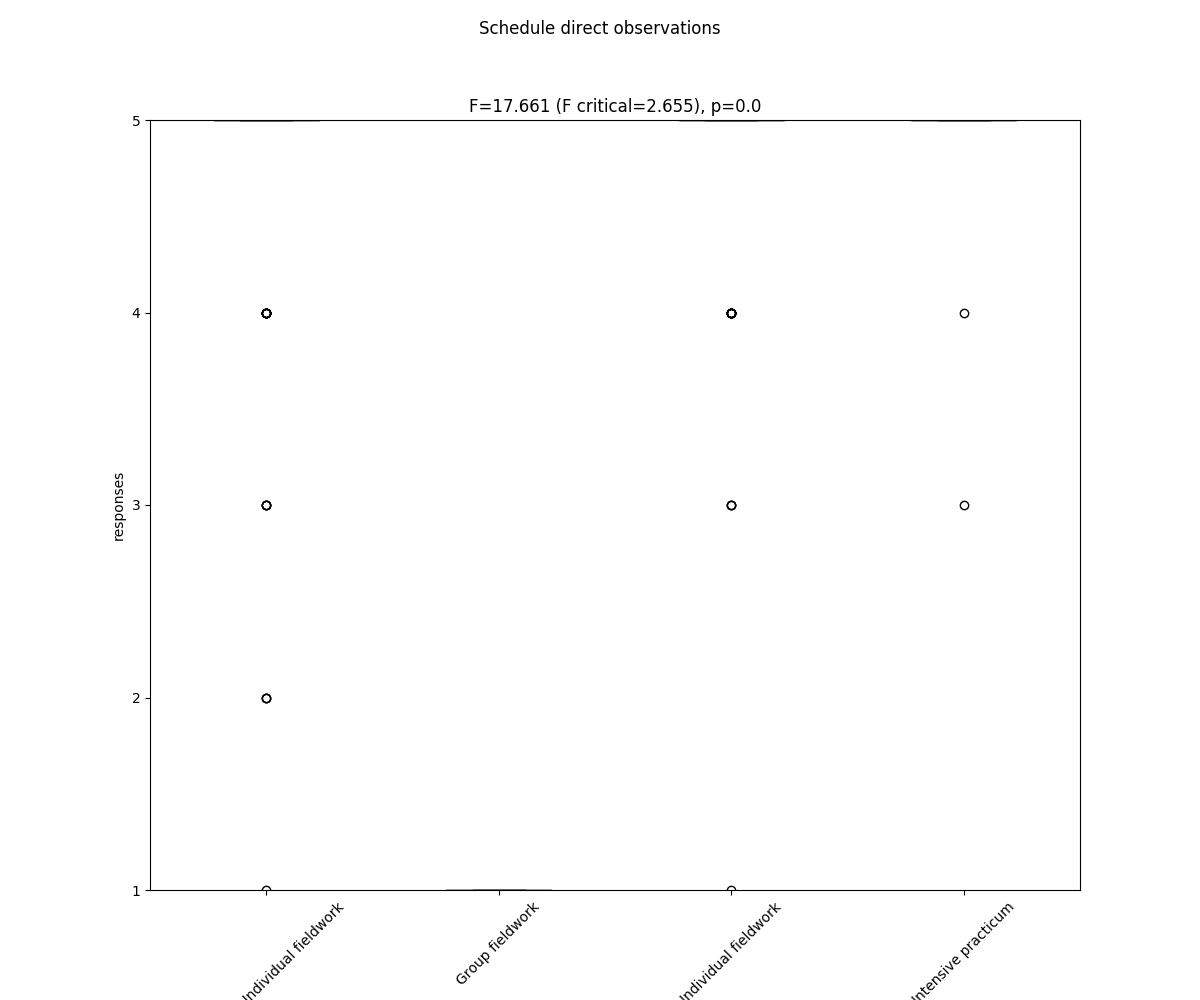 Schedule direct observations
F=17.661 (F critical=2.655), p=0.0
5
4
3
2
1
responses
Individual fieldwork
Group fieldwork
Individual fieldwork
Intensive practicum